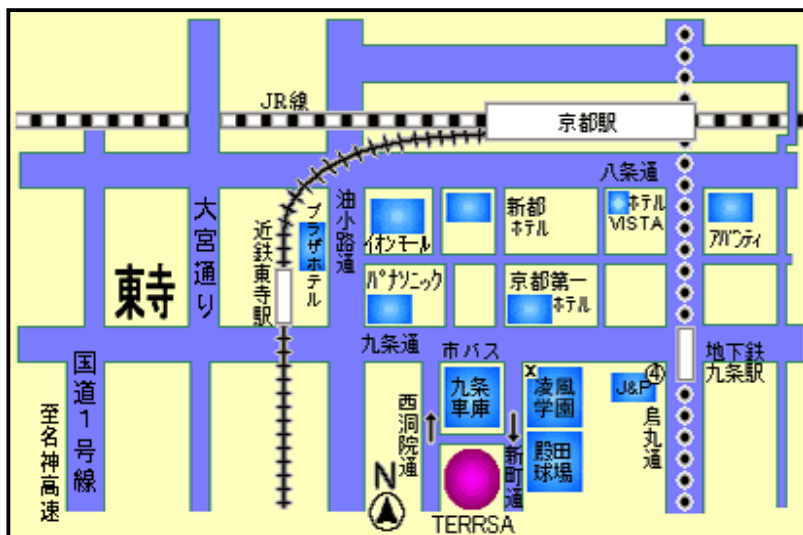 JR線
京都駅
八条通
大宮通り
近鉄東寺駅
プラザホテル
油小路通
イオンモール
新都
ホテル
ホテル
VISTA
アバンティ
東寺
パナソニック
京都第一
ホテル
九条通
市バス
地下鉄
九条駅
国道1号線
至名神高速
西洞院通
九条
車庫
x
凌風
学園
J&P
④
烏丸通
殿田
球場
新町通
N
TERRSA